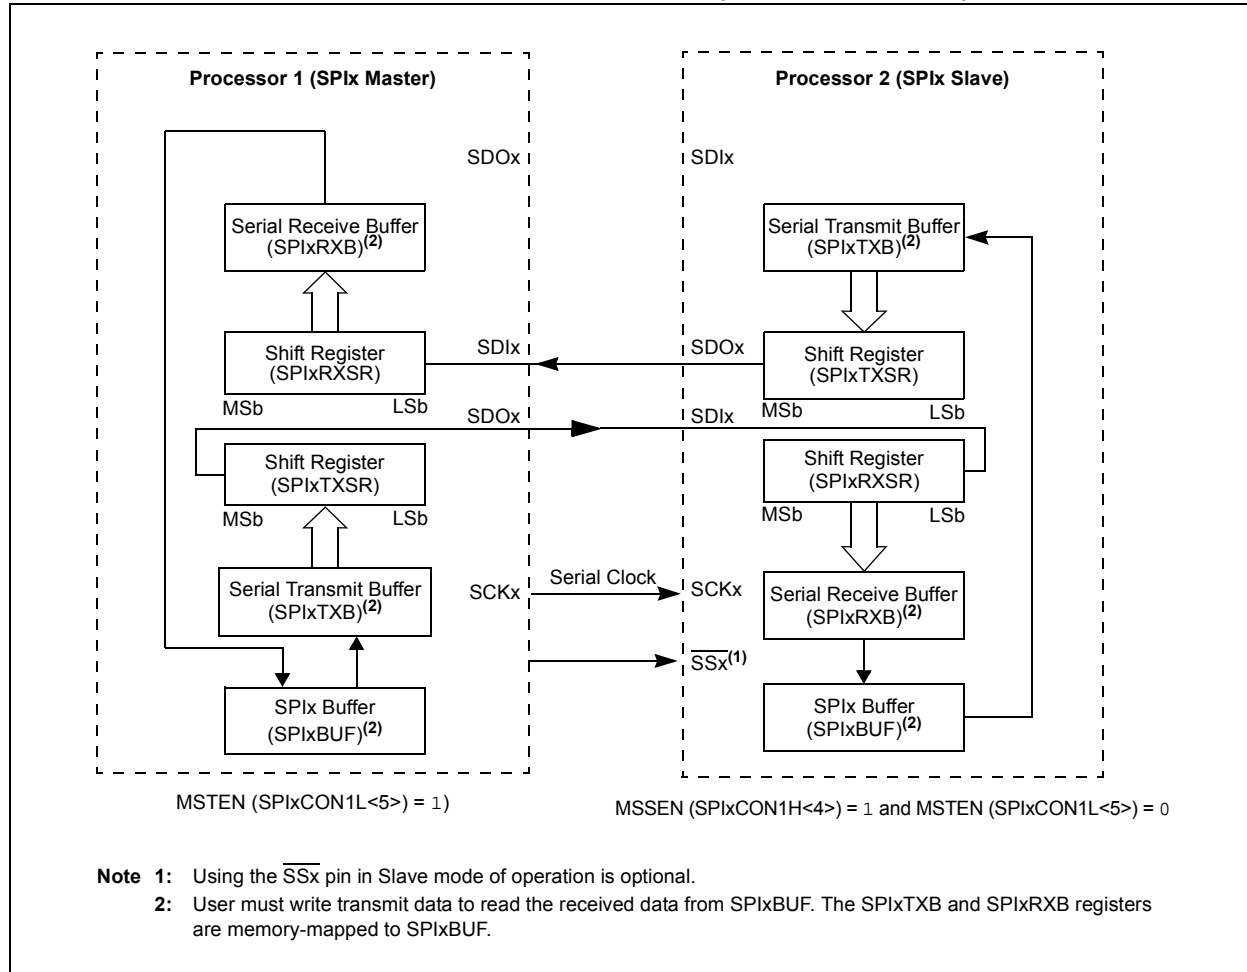 Processor 1 (SPIx Master)
Processor 2 (SPIx Slave)
SDOx
SDIx
Serial Receive Buffer
(SPIxRXB)(2)
Serial Transmit Buffer
(SPIxTXB)(2)
Shift Register
(SPIxRXSR)
SDIx
SDOx
Shift Register
(SPIxTXSR)
MSb
LSb
MSb
LSb
SDOx
SDIx
Shift Register
(SPIxTXSR)
Shift Register
(SPIxRXSR)
MSb
LSb
MSb
LSb
Serial Transmit Buffer
(SPIxTXB)(2)
SCKx
Serial Clock
SCKx
Serial Receive Buffer
(SPIxRXB)(2)
SSx(1)
SPIx Buffer
(SPIxBUF)(2)
SPIx Buffer
(SPIxBUF)(2)
MSTEN (SPIxCON1L<5>) = 1)
MSSEN (SPIxCON1H<4>) = 1 and MSTEN (SPIxCON1L<5>) = 0
Note 1: Using the SSx pin in Slave mode of operation is optional.
2: User must write transmit data to read the received data from SPIxBUF. The SPIxTXB and SPIxRXB registers
are memory-mapped to SPIxBUF.